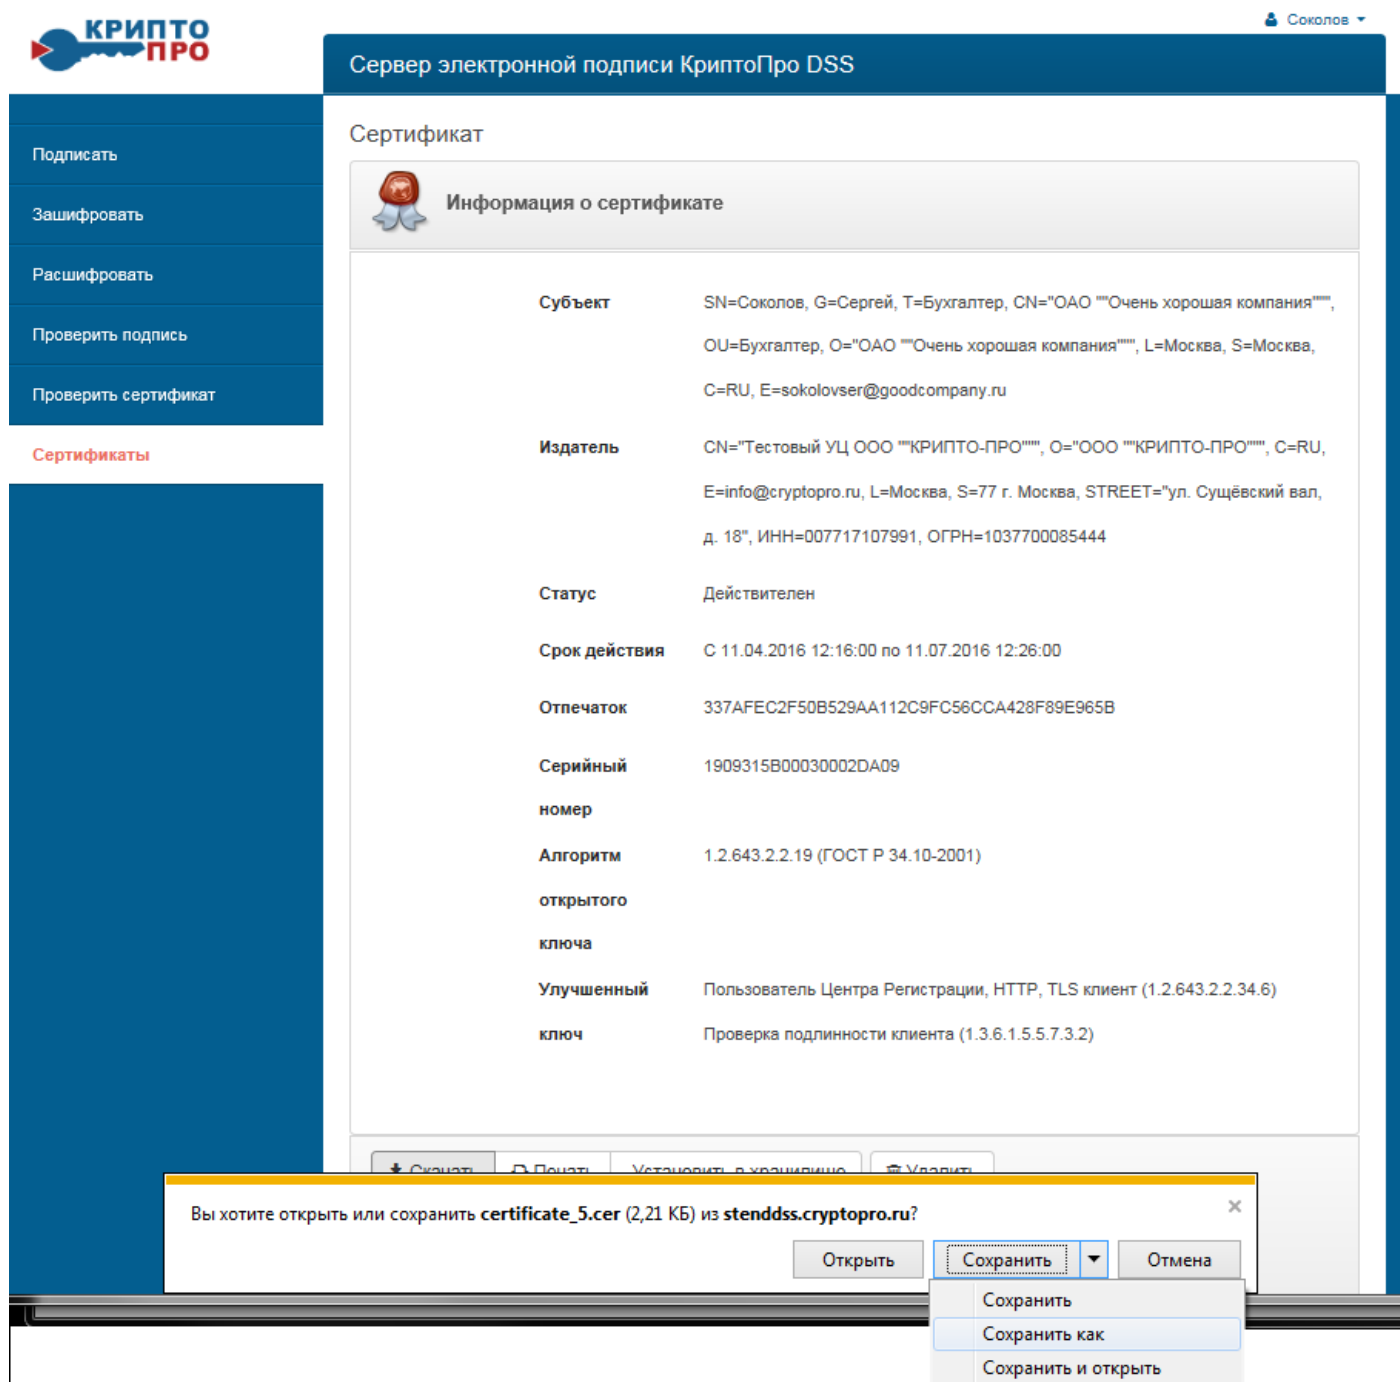 КРИПТО
ПРО
Соколов
Сервер электронной подписи КриптоПро DSS
Подписать
Зашифровать
Расшифровать
Проверить подпись
Проверить сертификат
Сертификаты
Сертификат
Информация о сертификате
Субъект SN=Соколов, G=Сергей, T=Бухгалтер, CN="ОАО ""Очень хорошая компания""",
OU=Бухгалтер, O="ОАО ""Очень хорошая компания""", L=Москва, S=Москва,
C=RU, E=sokolovser@goodcompany.ru
Издатель CN="Тестовый УЦ ООО ""КРИПТО-ПРО""", O="ООО ""КРИПТО-ПРО""", C=RU,
E=info@cryptopro.ru, L=Москва, S=77 г. Москва, STREET="ул. Сущёвский вал,
д. 18", ИНН=007717107991, ОГРН=1037700085444
Статус Действителен
Срок действия С 11.04.2016 12:16:00 по 11.07.2016 12:26:00
Отпечаток 337AFEC2F50B529AA112C9FC56CCA428F89E965B
Серийный 1909315B00030002DA09
номер
Алгоритм 1.2.643.2.2.19 (ГОСТ Р 34.10-2001)
открытого
ключа
Улучшенный Пользователь Центра Регистрации, HTTP, TLS клиент (1.2.643.2.2.34.6)
ключ Проверка подлинности клиента (1.3.6.1.5.5.7.3.2)
Скачать Печать Установить в хранилище Удалить
Вы хотите открыть или сохранить certificate_5.cer (2,21 КБ) из stenddss.cryptopro.ru?
Открыть Сохранить Отмена
Сохранить
Сохранить как
Сохранить и открыть